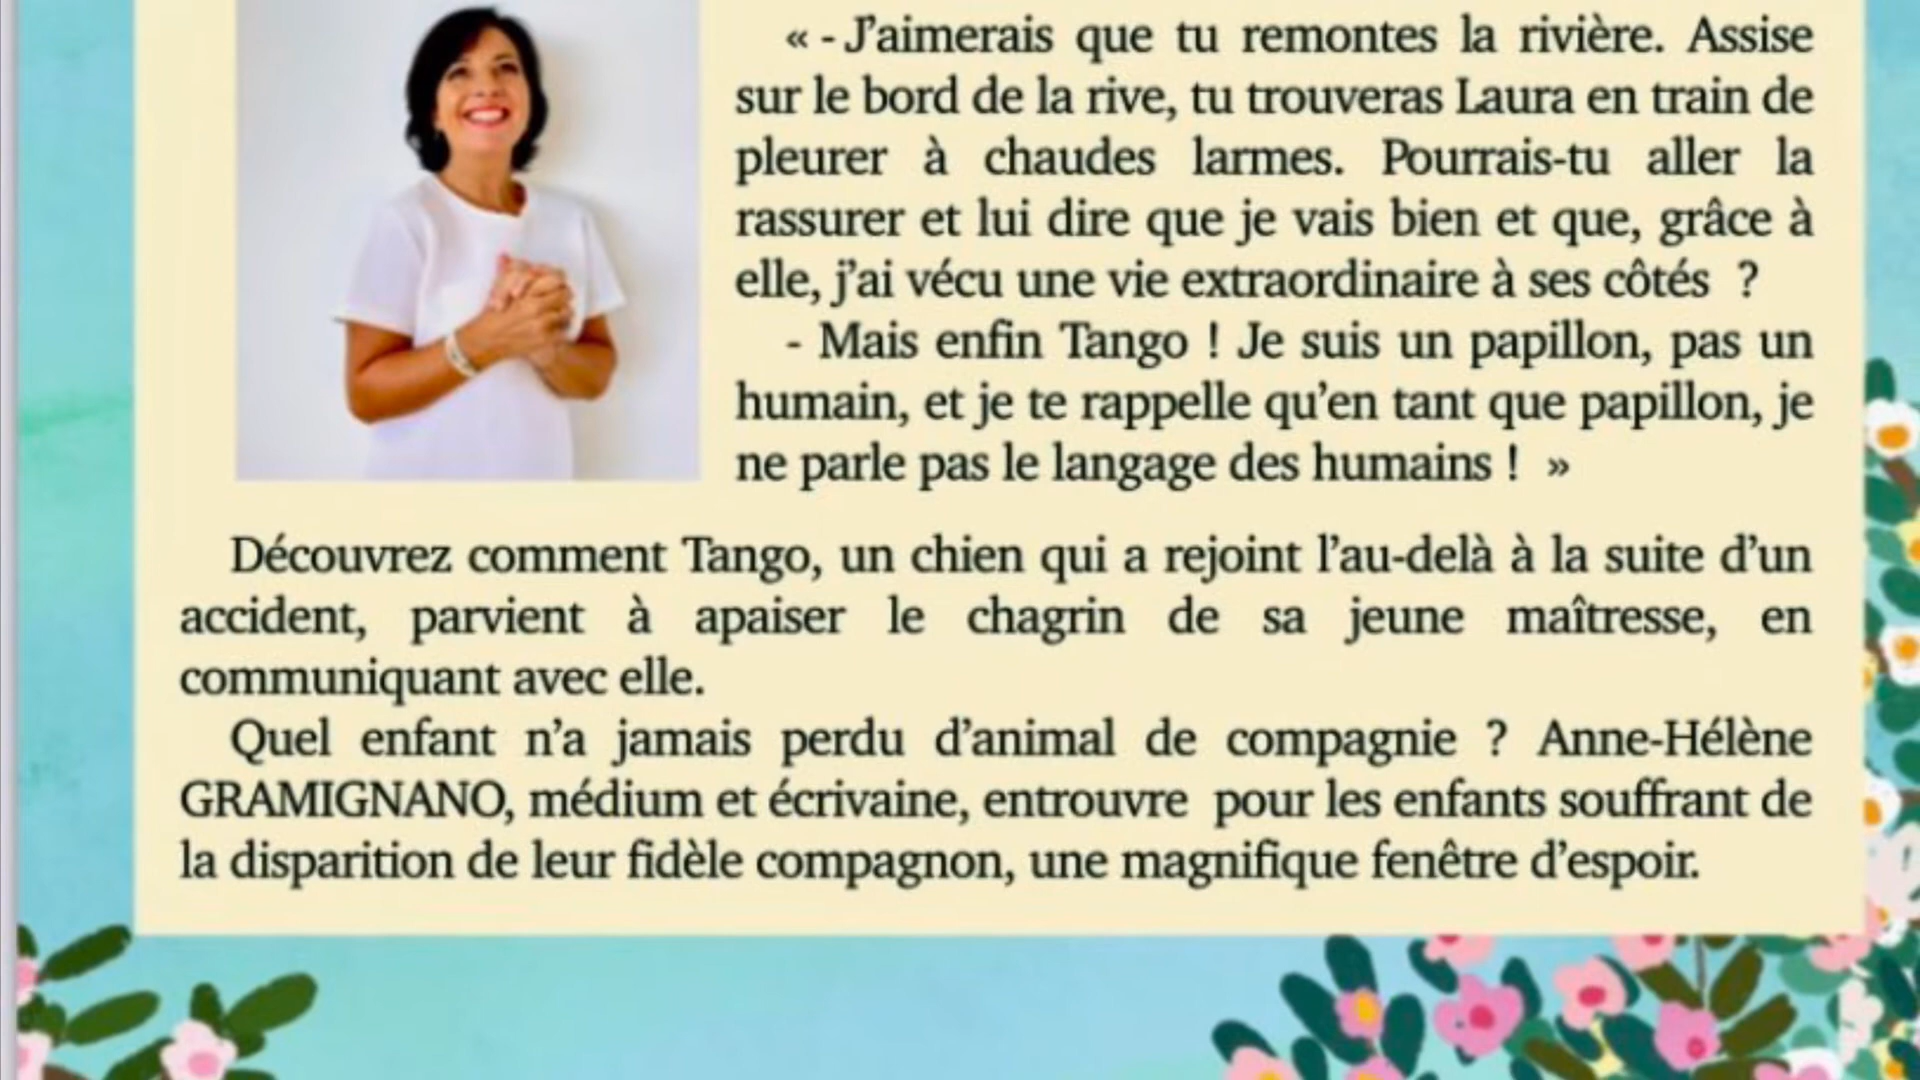 « - J’aimerais que tu remontes la rivière. Assise
sur le bord de la rive, tu trouveras Laura en train de
pleurer à chaudes larmes. Pourrais-tu aller la
rassurer et lui dire que je vais bien et que, grâce à
elle, j’ai vécu une vie extraordinaire à ses côtés ?
- Mais enfin Tango ! Je suis un papillon, pas un
humain, et je te rappelle qu’en tant que papillon, je
ne parle pas le langage des humains ! »
Découvrez comment Tango, un chien qui a rejoint l’au-delà à la suite d’un
accident, parvient à apaiser le chagrin de sa jeune maîtresse, en
communiquant avec elle.
Quel enfant n’a jamais perdu d’animal de compagnie ? Anne-Hélène
GRAMIGNANO, médium et écrivaine, entrouvre pour les enfants souffrant de
la disparition de leur fidèle compagnon, une magnifique fenêtre d’espoir.